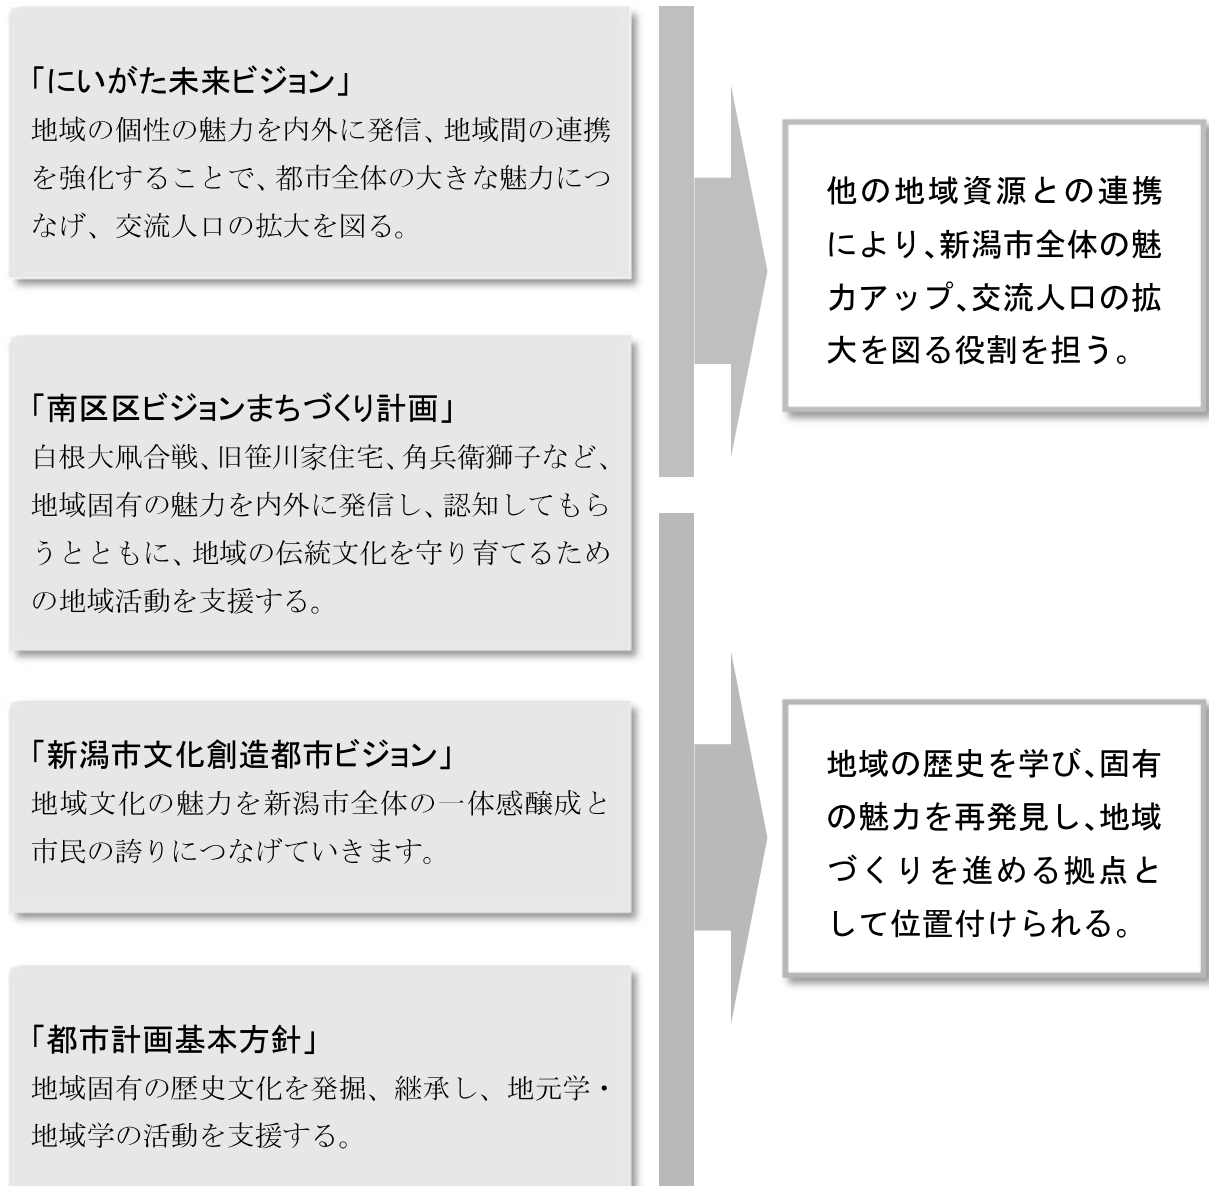 「にいがた未来ビジョン」
地域の個性の魅力を内外に発信、地域間の連携
を強化することで、都市全体の大きな魅力につ
なげ、交流人口の拡大を図る。
「南区区ビジョンまちづくり計画」
白根大凧合戦、旧笹川家住宅、角兵衛獅子など、
地域固有の魅力を内外に発信し、認知してもら
うとともに、地域の伝統文化を守り育てるため
の地域活動を支援する。
「新潟市文化創造都市ビジョン」
地域文化の魅力を新潟市全体の一体感醸成と
市民の誇りにつなげていきます。
「都市計画基本方針」
地域固有の歴史文化を発掘、継承し、地元学・
地域学の活動を支援する。
他の地域資源との連携
により、新潟市全体の魅
力アップ、交流人口の拡
大を図る役割を担う。
地域の歴史を学び、固有
の魅力を再発見し、地域
づくりを進める拠点と
して位置付けられる。